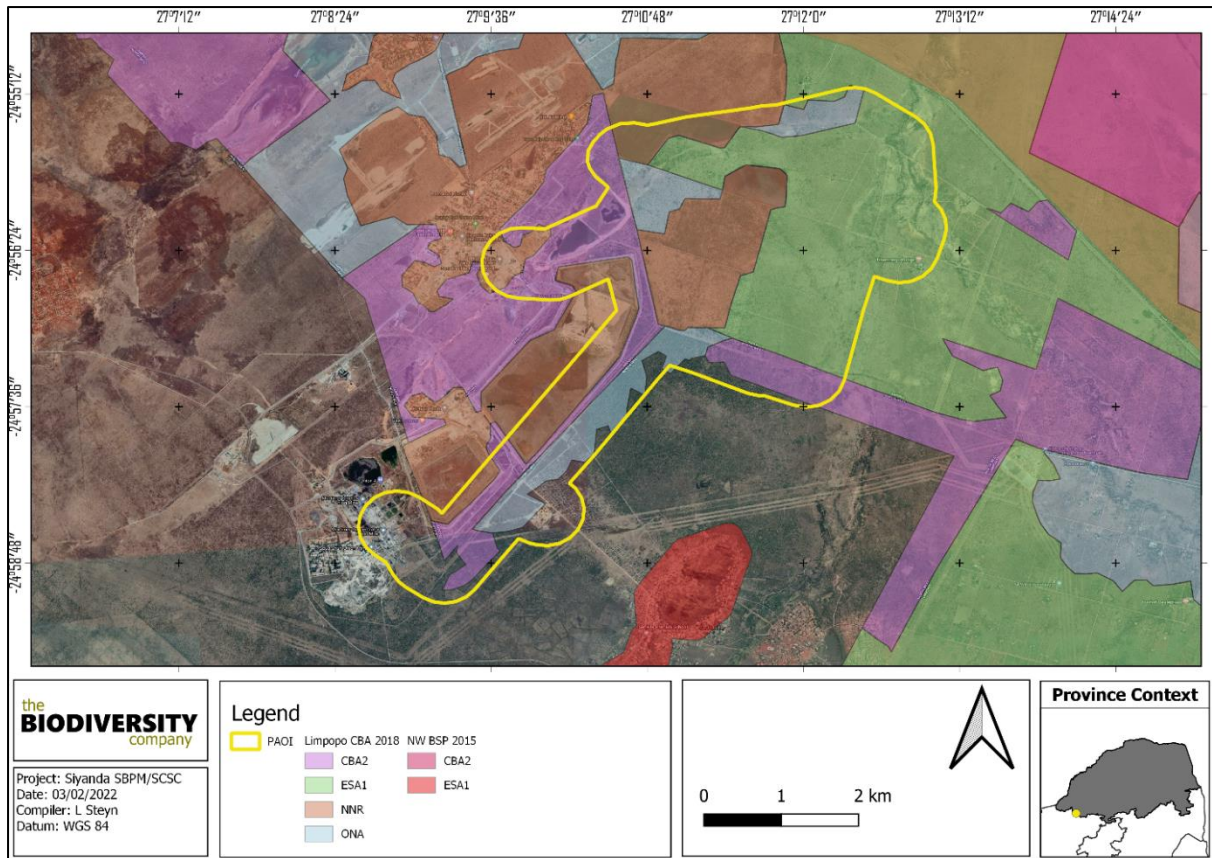 27°7'12" 27°8'24" 27°9'36" 27°10'48" 27°12'0" 27°13'12" 27°14'24"
-24°55'12"
-24°56'24"
-24°57'36"
-24°58'48"
the
BIODIVERSITY
company
Project: Siyanda SBPM/SCSC
Date: 03/02/2022
Compiler: L Steyn
Datum: WGS 84
Legend
PAOI Limpopo CBA 2018 NW BSP 2015
CBA2 CBA2
ESA1 ESA1
NNR
ONA
0 1 2 km
Province Context